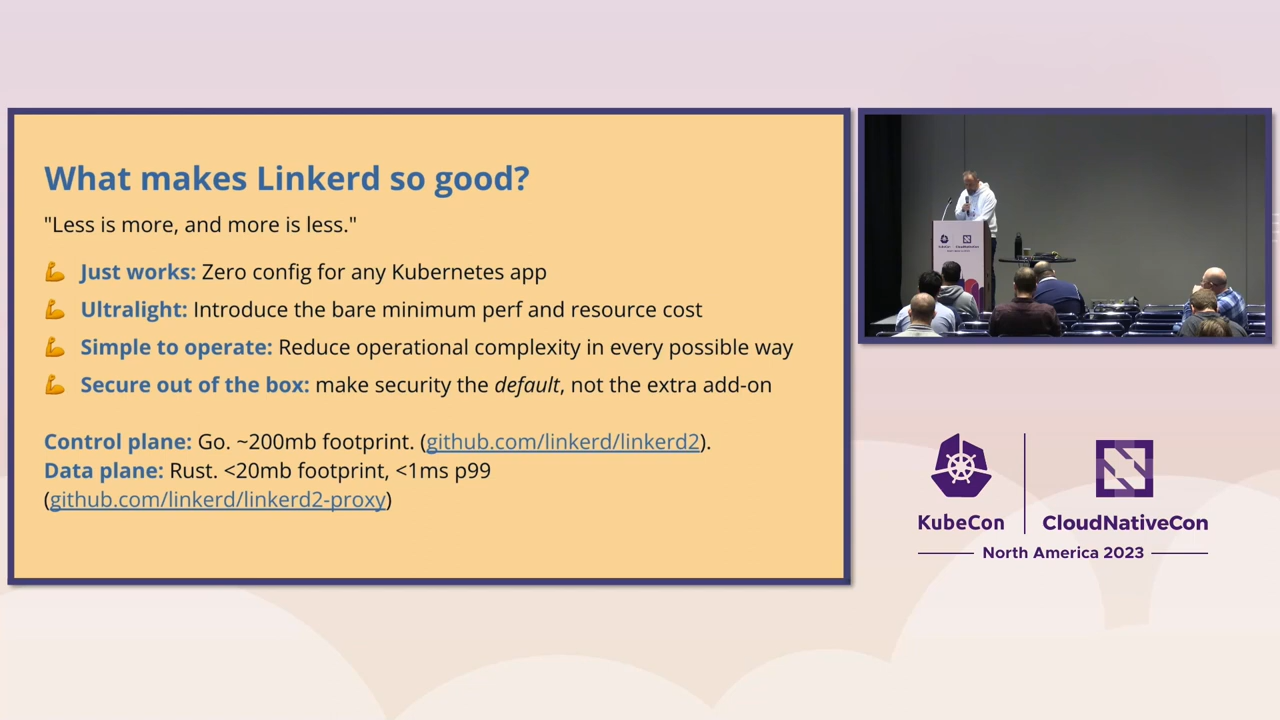 What makes Linkerd so good?
"Less is more, and more is less."
💪 Just works: Zero config for any Kubernetes app
💪 Ultralight: Introduce the bare minimum perf and resource cost
💪 Simple to operate: Reduce operational complexity in every possible way
💪 Secure out of the box: make security the default, not the extra add-on
Control plane: Go. ~200mb footprint. (github.com/linkerd/linkerd2).
Data plane: Rust. <20mb footprint, <1ms p99
(github.com/linkerd/linkerd2-proxy)
KubeCon CloudNativeCon
North America 2023